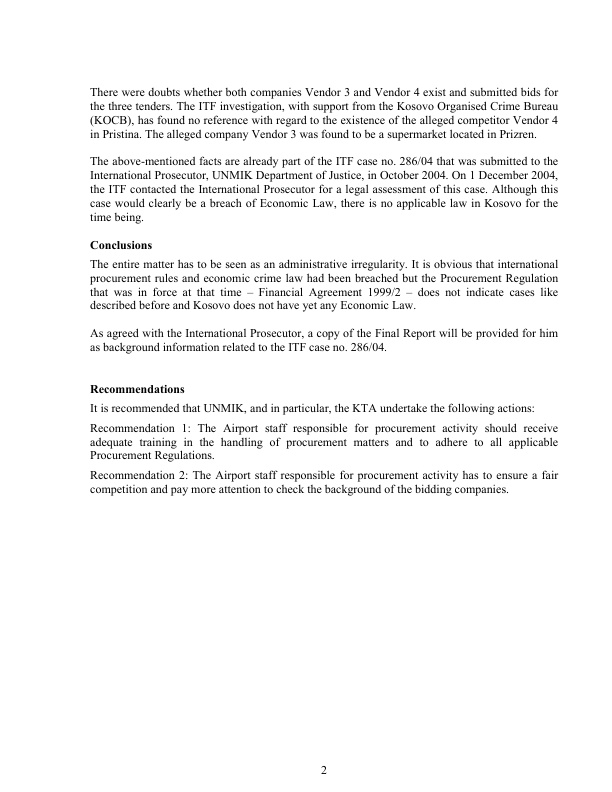 There were doubts whether both companies Vendor 3 and Vendor 4 exist and submitted bids for
the three tenders. The ITF investigation, with support from the Kosovo Organised Crime Bureau
(KOCB), has found no reference with regard to the existence of the alleged competitor Vendor 4
in Pristina. The alleged company Vendor 3 was found to be a supermarket located in Prizren.
The above-mentioned facts are already part of the ITF case no. 286/04 that was submitted to the
International Prosecutor, UNMIK Department of Justice, in October 2004. On 1 December 2004,
the ITF contacted the International Prosecutor for a legal assessment of this case. Although this
case would clearly be a breach of Economic Law, there is no applicable law in Kosovo for the
time being.
Conclusions
The entire matter has to be seen as an administrative irregularity. It is obvious that international
procurement rules and economic crime law had been breached but the Procurement Regulation
that was in force at that time – Financial Agreement 1999/2 – does not indicate cases like
described before and Kosovo does not have yet any Economic Law.
As agreed with the International Prosecutor, a copy of the Final Report will be provided for him
as background information related to the ITF case no. 286/04.
Recommendations
It is recommended that UNMIK, and in particular, the KTA undertake the following actions:
Recommendation 1: The Airport staff responsible for procurement activity should receive
adequate training in the handling of procurement matters and to adhere to all applicable
Procurement Regulations.
Recommendation 2: The Airport staff responsible for procurement activity has to ensure a fair
competition and pay more attention to check the background of the bidding companies.
2